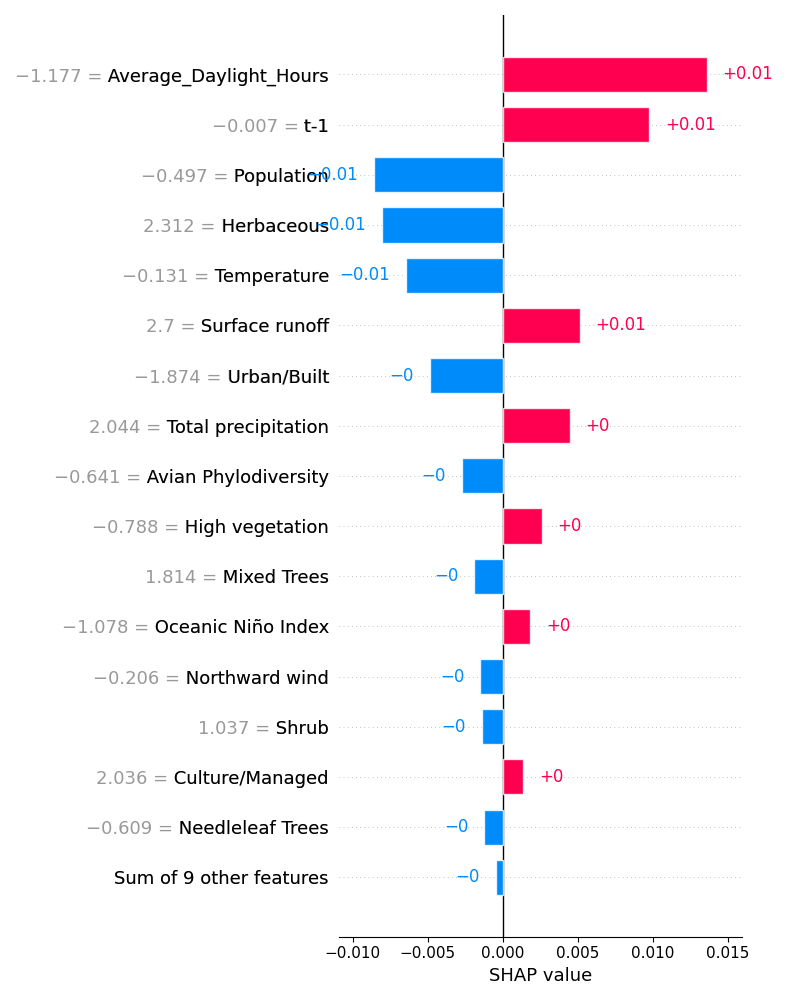 −1.177 = Average_Daylight_Hours +0.01
−0.007 = t-1 +0.01
−0.497 = Population −0.01
2.312 = Herbaceous −0.01
−0.131 = Temperature −0.01
2.7 = Surface runoff +0.01
−1.874 = Urban/Built −0
2.044 = Total precipitation +0
−0.641 = Avian Phylodiversity −0
−0.788 = High vegetation +0
1.814 = Mixed Trees −0
−1.078 = Oceanic Niño Index +0
−0.206 = Northward wind −0
1.037 = Shrub −0
2.036 = Culture/Managed +0
−0.609 = Needleleaf Trees −0
Sum of 9 other features −0
−0.010 −0.005 0.000 0.005 0.010 0.015
SHAP value